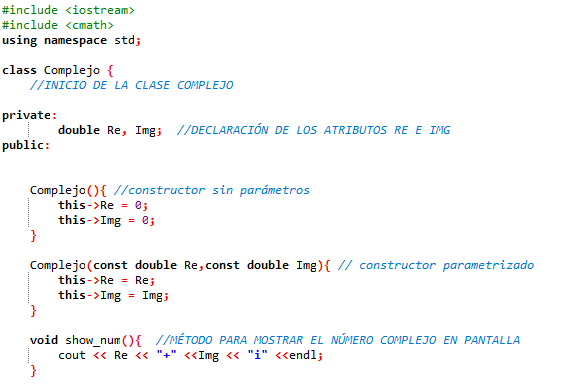 #include <iostream>
#include <cmath>
using namespace std;
class Complejo {
//INICIO DE LA CLASE COMPLEJO
private:
double Re, Img; //DECLARACIÓN DE LOS ATRIBUTOS RE E IMG
public:
Complejo(){ //constructor sin parámetros
this->Re = 0;
this->Img = 0;
}
Complejo(const double Re,const double Img){ // constructor parametrizado
this->Re = Re;
this->Img = Img;
}
void show_num(){ //MÉTODO PARA MOSTRAR EL NÚMERO COMPLEJO EN PANTALLA
cout << Re << "+" <<Img << "i" <<endl;
}